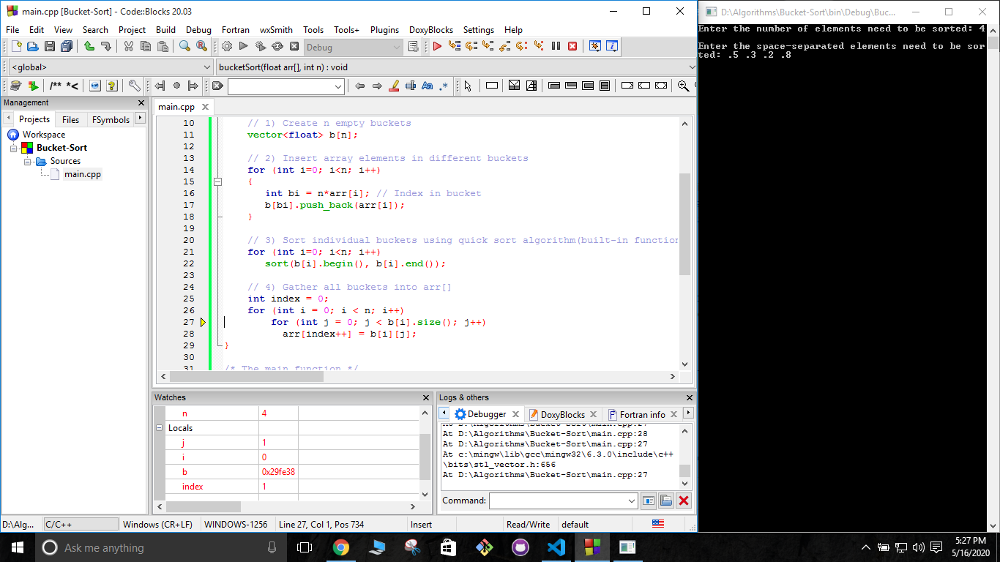 main.cpp [Bucket-Sort] - Code::Blocks 20.03
File Edit View Search Project Build Debug Fortran wxSmith Tools Tools+ Plugins DoxyBlocks Settings Help
Debug
<global>
bucketSort(float arr[], int n) : void
/** *<
Aa .*
Management
Projects Files FSymbols
Workspace
Bucket-Sort
Sources
main.cpp
main.cpp
10 // 1) Create n empty buckets
11 vector<float> b[n];
12
13 // 2) Insert array elements in different buckets
14 for (int i=0; i<n; i++)
15 {
16 int bi = n*arr[i]; // Index in bucket
17 b[bi].push_back(arr[i]);
18 }
19
20 // 3) Sort individual buckets using quick sort algorithm(built-in function
21 for (int i=0; i<n; i++)
22 sort(b[i].begin(), b[i].end());
23
24 // 4) Gather all buckets into arr[]
25 int index = 0;
26 for (int i = 0; i < n; i++)
27 for (int j = 0; j < b[i].size(); j++)
28 arr[index++] = b[i][j];
29 }
30
31 /* The main function */
Watches
n 4
Locals
j 1
i 0
b 0x29fe38
index 1
Logs & others
Debugger DoxyBlocks Fortran info
At D:\Algorithms\Bucket-Sort\main.cpp:27
At D:\Algorithms\Bucket-Sort\main.cpp:28
At D:\Algorithms\Bucket-Sort\main.cpp:27
At c:\mingw\lib\gcc\mingw32\6.3.0\include\c++
\bits\stl_vector.h:656
At D:\Algorithms\Bucket-Sort\main.cpp:27
Command:
D:\Alg... C/C++ Windows (CR+LF) WINDOWS-1256 Line 27, Col 1, Pos 734 Insert Read/Write default
D:\Algorithms\Bucket-Sort\bin\Debug\Buc...
Enter the number of elements need to be sorted: 4
Enter the space-separated elements need to be sor
ted: .5 .3 .2 .8
Ask me anything
5:27 PM
5/16/2020